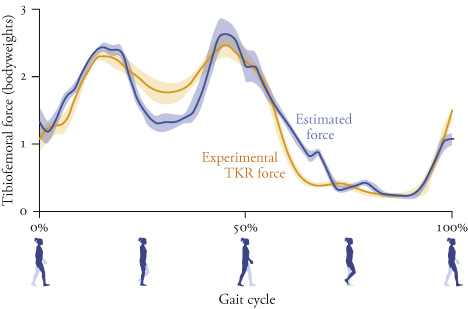 Tibiofemoral force (bodyweights)
3
2
1
0
Estimated
force
Experimental
TKR force
0%
50%
100%
Gait cycle